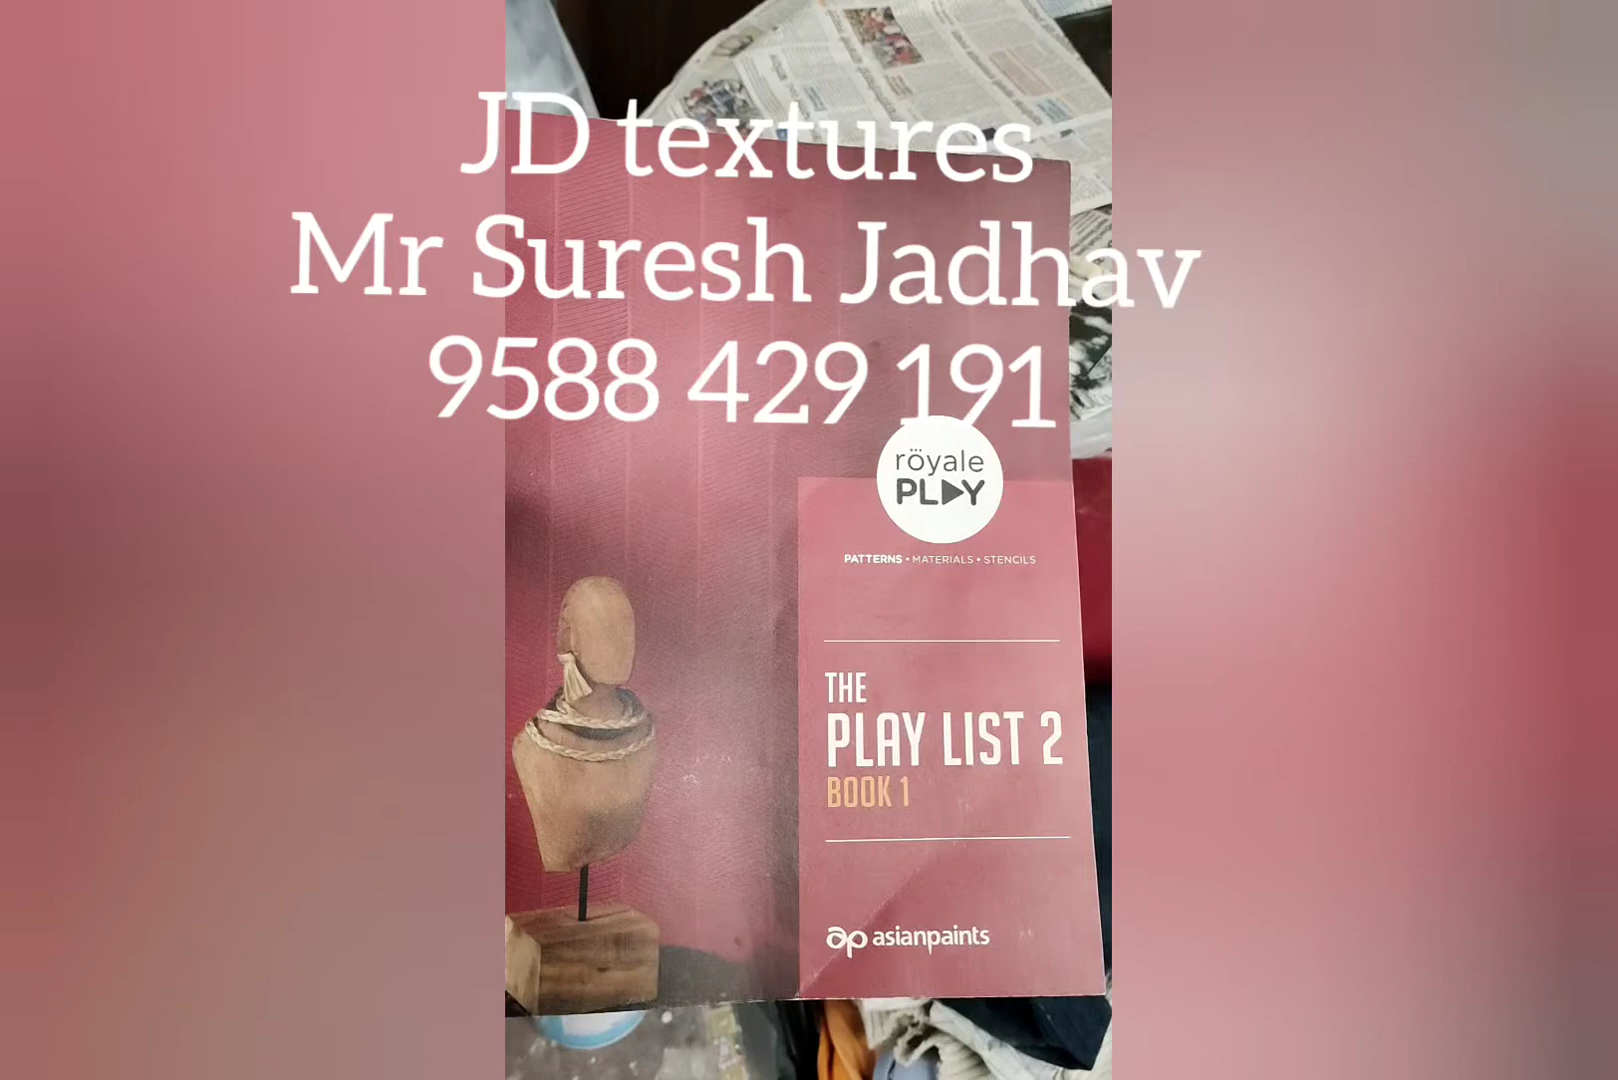 JD textures
Mr Suresh Jadhav
9588 429 191
röyale
PLAY
PATTERNS • MATERIALS • STENCILS
THE
PLAY LIST 2
BOOK 1
ap asianpaints